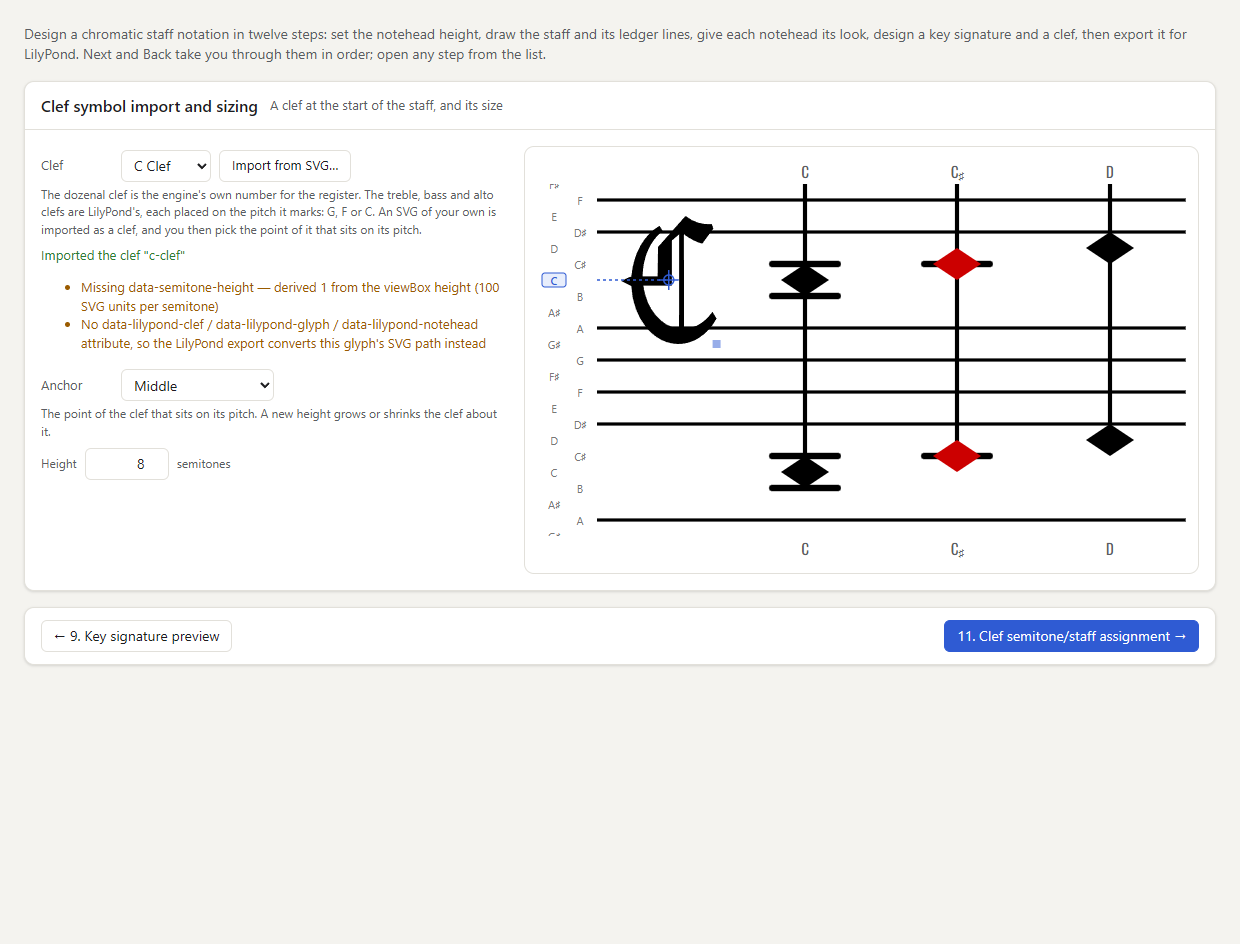 Design a chromatic staff notation in twelve steps: set the notehead height, draw the staff and its ledger lines, give each notehead its look, design a key signature and a clef, then export it for
LilyPond. Next and Back take you through them in order; open any step from the list.
Clef symbol import and sizing A clef at the start of the staff, and its size
Clef C Clef Import from SVG...
The dozenal clef is the engine's own number for the register. The treble, bass and alto
clefs are LilyPond's, each placed on the pitch it marks: G, F or C. An SVG of your own is
imported as a clef, and you then pick the point of it that sits on its pitch.
Imported the clef "c-clef"
• Missing data-semitone-height — derived 1 from the viewBox height (100
SVG units per semitone)
• No data-lilypond-clef / data-lilypond-glyph / data-lilypond-notehead
attribute, so the LilyPond export converts this glyph's SVG path instead
Anchor Middle
The point of the clef that sits on its pitch. A new height grows or shrinks the clef about
it.
Height 8 semitones
C C♯ D
F
E
D♯
D
C♯
C
B
A♯
A
G♯
G
F♯
F
E
D♯
D
C♯
C
B
A♯
A
C C♯ D
← 9. Key signature preview
11. Clef semitone/staff assignment →